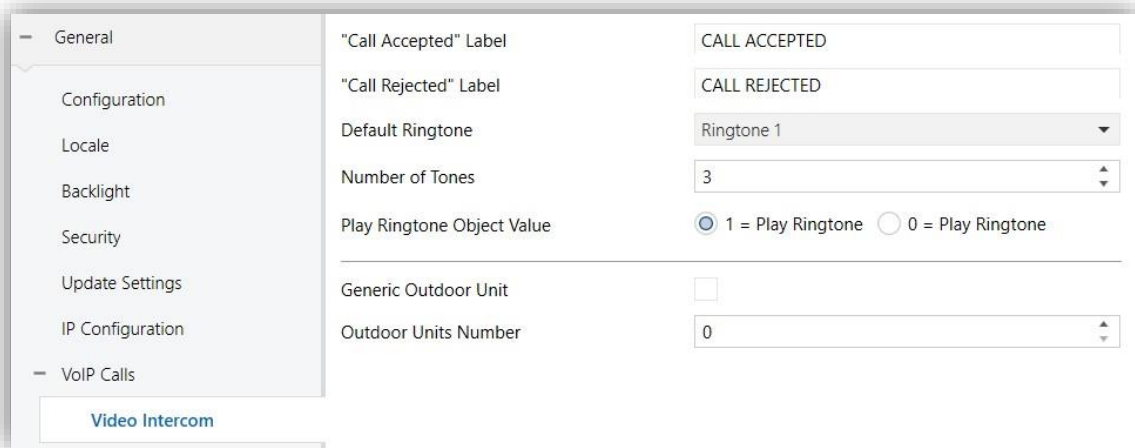 General
Configuration
Locale
Backlight
Security
Update Settings
IP Configuration
VoIP Calls
Video Intercom
"Call Accepted" Label CALL ACCEPTED
"Call Rejected" Label CALL REJECTED
Default Ringtone Ringtone 1
Number of Tones 3
Play Ringtone Object Value 1 = Play Ringtone 0 = Play Ringtone
Generic Outdoor Unit
Outdoor Units Number 0